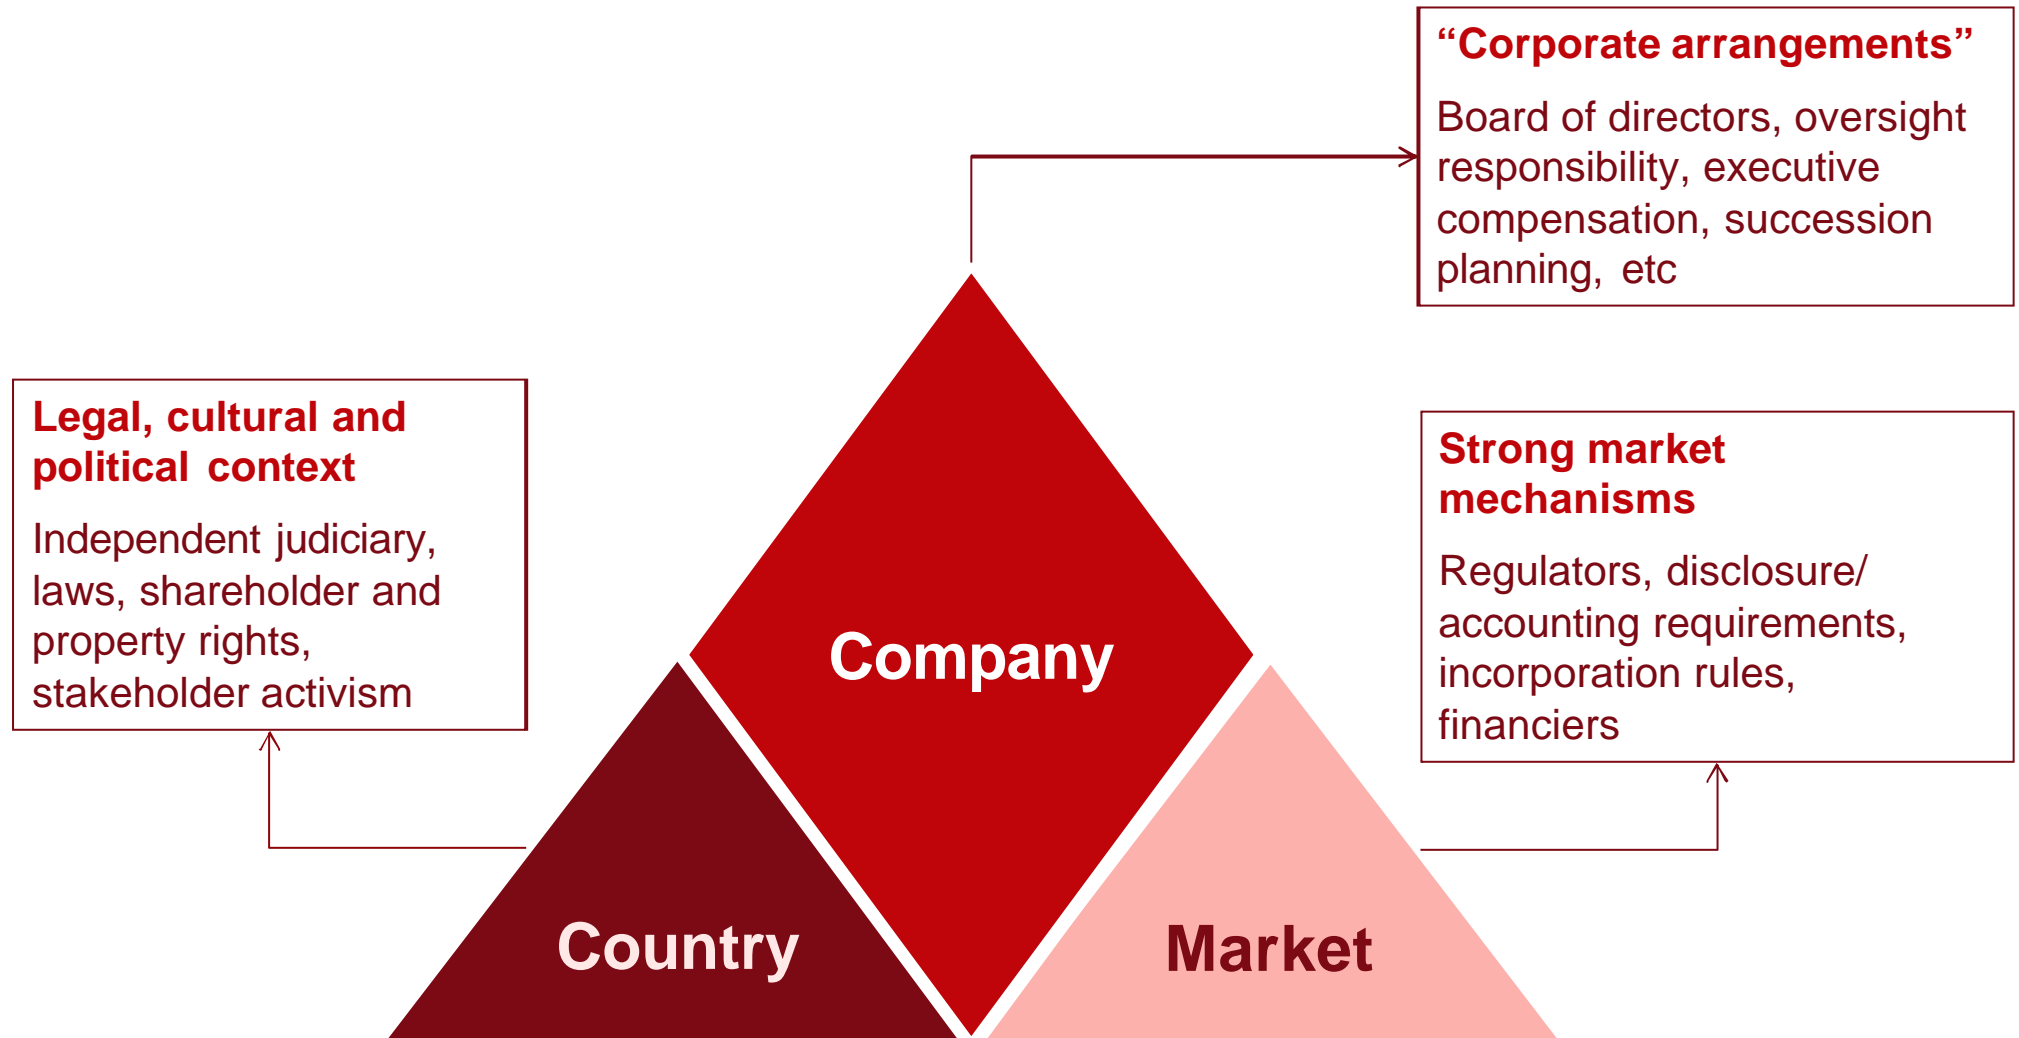 “Corporate arrangements”
Board of directors, oversight
responsibility, executive
compensation, succession
planning, etc
Legal, cultural and
political context
Independent judiciary,
laws, shareholder and
property rights,
stakeholder activism
Strong market
mechanisms
Regulators, disclosure/
accounting requirements,
incorporation rules,
financiers
Company
Country
Market